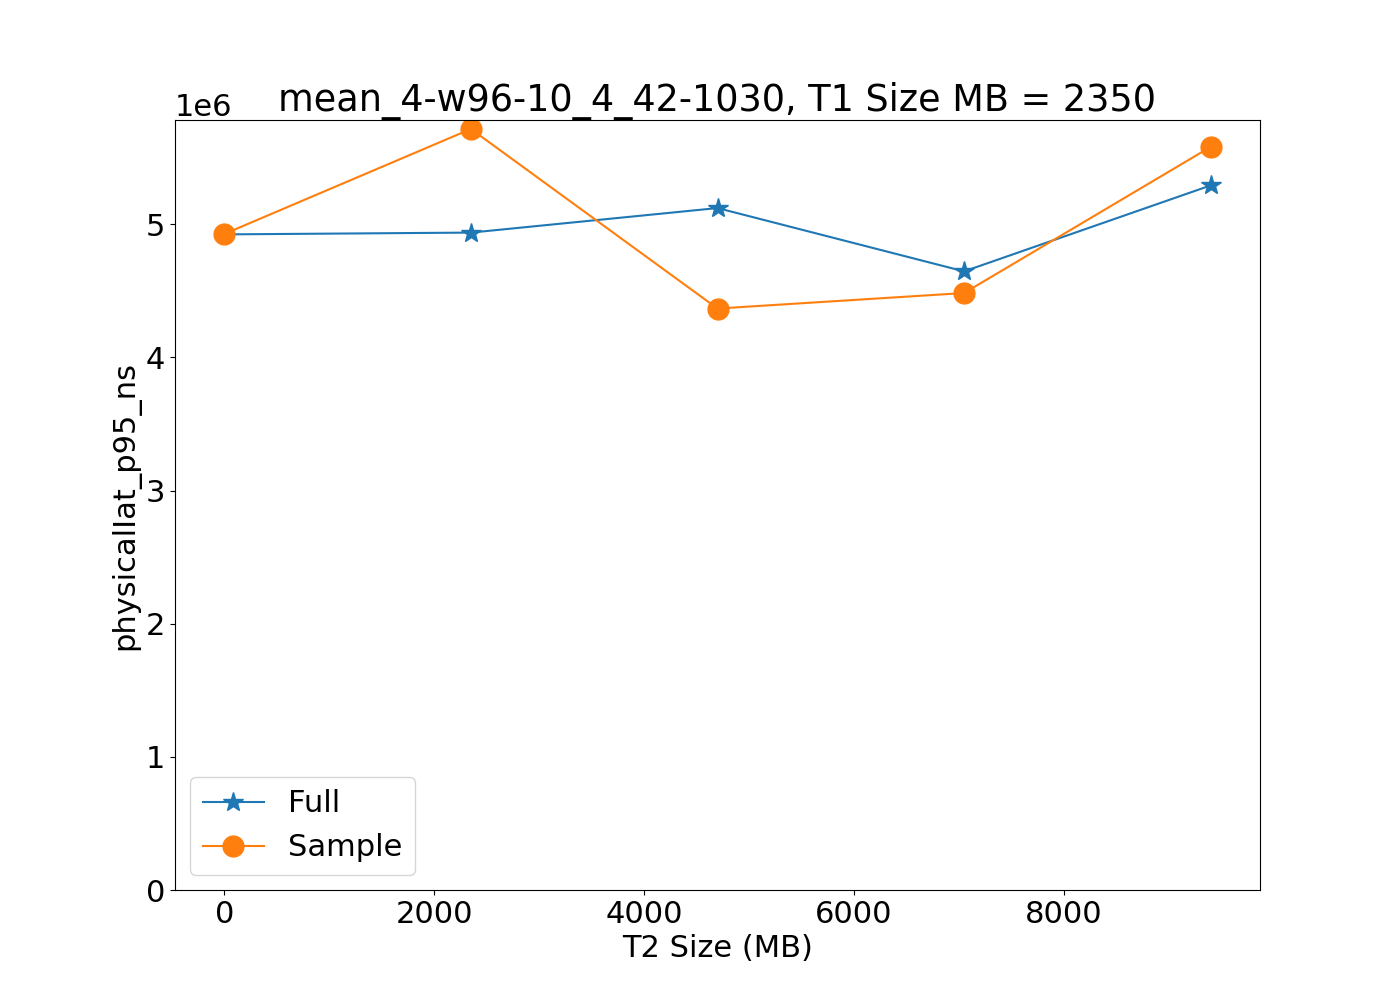 mean_4-w96-10_4_42-1030, T1 Size MB = 2350
1e6
5
4
3
2
1
0
physicallat_p95_ns
Full
Sample
0 2000 4000 6000 8000
T2 Size (MB)